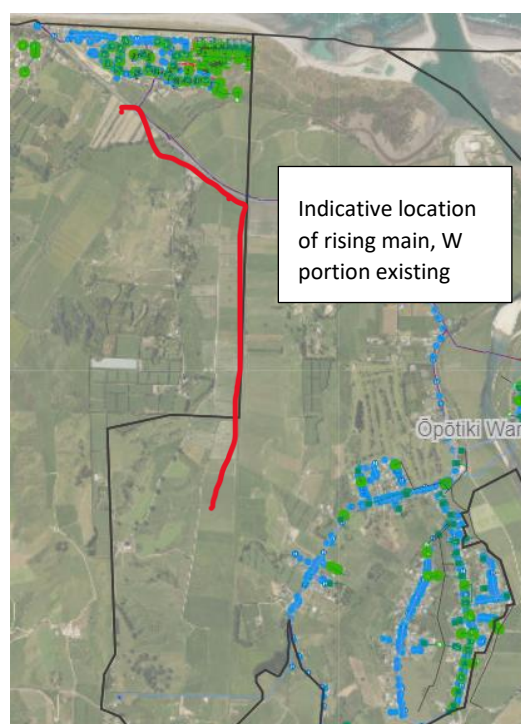 Indicative location
of rising main, W
portion existing
Ōpōtiki War